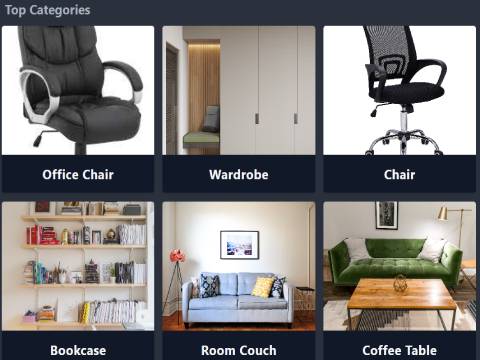 Top Categories
Office Chair
Wardrobe
Chair
Bookcase
Room Couch
Coffee Table